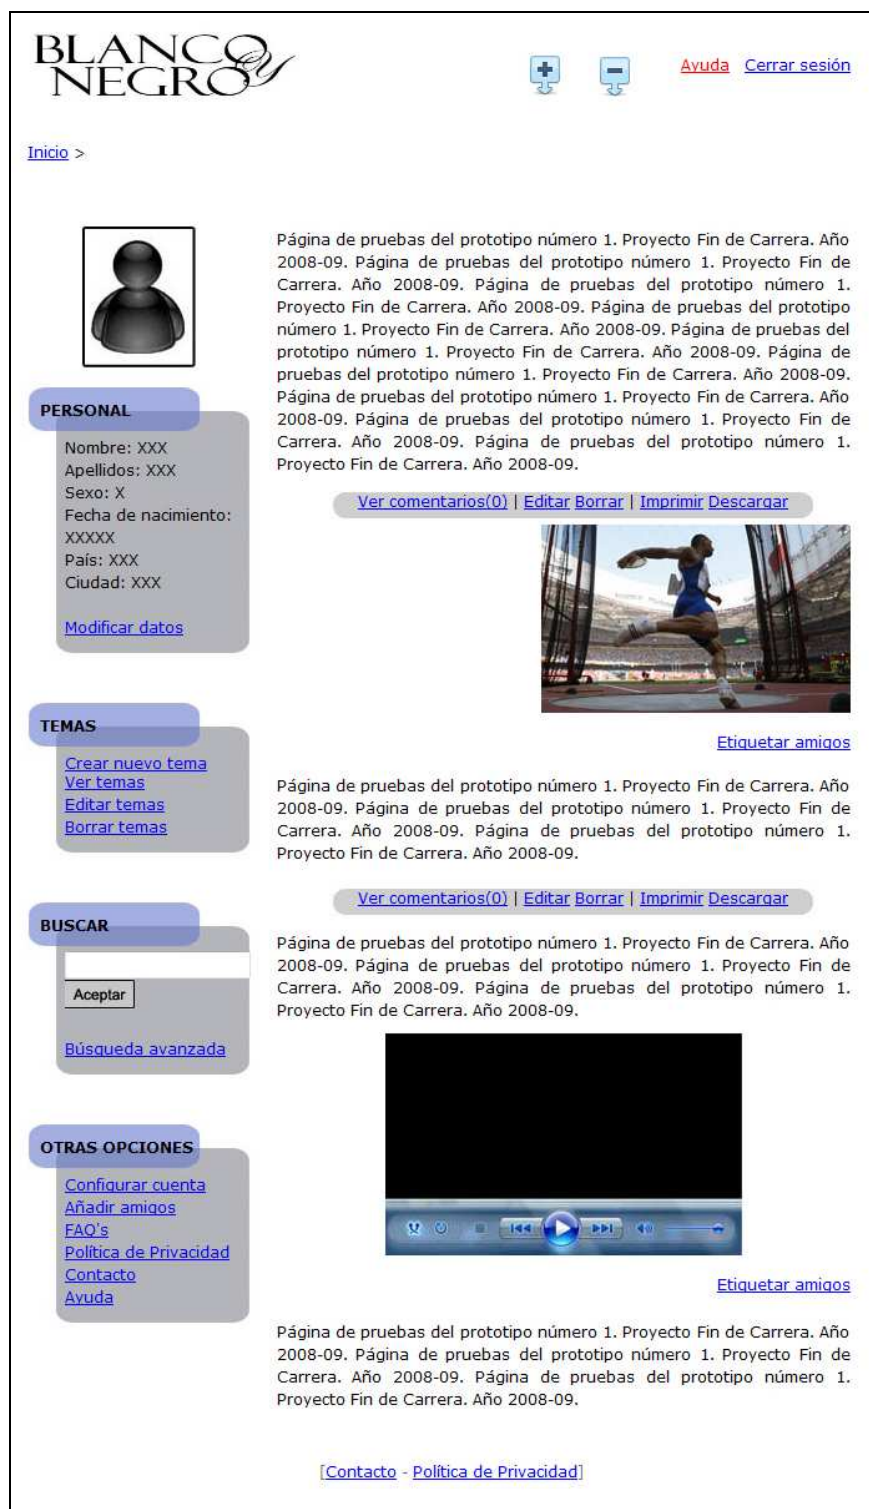 BLANCO Y
NEGRO
Ayuda Cerrar sesión
Inicio >
PERSONAL
Nombre: XXX
Apellidos: XXX
Sexo: X
Fecha de nacimiento:
XXXXX
País: XXX
Ciudad: XXX
Modificar datos
TEMAS
Crear nuevo tema
Ver temas
Editar temas
Borrar temas
BUSCAR
Aceptar
Búsqueda avanzada
OTRAS OPCIONES
Configurar cuenta
Añadir amigos
FAQ's
Política de Privacidad
Contacto
Ayuda
Página de pruebas del prototipo número 1. Proyecto Fin de Carrera. Año
2008-09. Página de pruebas del prototipo número 1. Proyecto Fin de
Carrera. Año 2008-09. Página de pruebas del prototipo número 1.
Proyecto Fin de Carrera. Año 2008-09. Página de pruebas del prototipo
número 1. Proyecto Fin de Carrera. Año 2008-09. Página de pruebas del
prototipo número 1. Proyecto Fin de Carrera. Año 2008-09. Página de
pruebas del prototipo número 1. Proyecto Fin de Carrera. Año 2008-09.
Página de pruebas del prototipo número 1. Proyecto Fin de Carrera. Año
2008-09. Página de pruebas del prototipo número 1. Proyecto Fin de
Carrera. Año 2008-09. Página de pruebas del prototipo número 1.
Proyecto Fin de Carrera. Año 2008-09.
Ver comentarios(0) | Editar Borrar | Imprimir Descargar
Etiquetar amigos
Página de pruebas del prototipo número 1. Proyecto Fin de Carrera. Año
2008-09. Página de pruebas del prototipo número 1. Proyecto Fin de
Carrera. Año 2008-09. Página de pruebas del prototipo número 1.
Proyecto Fin de Carrera. Año 2008-09.
Ver comentarios(0) | Editar Borrar | Imprimir Descargar
Página de pruebas del prototipo número 1. Proyecto Fin de Carrera. Año
2008-09. Página de pruebas del prototipo número 1. Proyecto Fin de
Carrera. Año 2008-09. Página de pruebas del prototipo número 1.
Proyecto Fin de Carrera. Año 2008-09.
Etiquetar amigos
Página de pruebas del prototipo número 1. Proyecto Fin de Carrera. Año
2008-09. Página de pruebas del prototipo número 1. Proyecto Fin de
Carrera. Año 2008-09. Página de pruebas del prototipo número 1.
Proyecto Fin de Carrera. Año 2008-09.
[Contacto - Política de Privacidad]